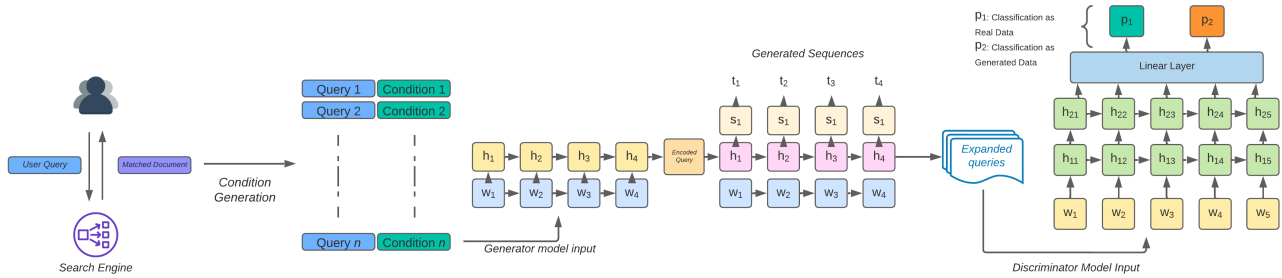 User Query
Matched Document
Search Engine
Condition
Generation
Query 1 Condition 1
Query 2 Condition 2
Query n Condition n
Generator model input
h1 h2 h3 h4
w1 w2 w3 w4
Encoded
Query
Generated Sequences
t1 t2 t3 t4
s1 s1 s1 s1
h1 h2 h3 h4
w1 w2 w3 w4
Expanded
queries
p1: Classification as
Real Data
p2: Classification as
Generated Data
p1 p2
Linear Layer
h21 h22 h23 h24 h25
h11 h12 h13 h14 h15
w1 w2 w3 w4 w5
Discriminator Model Input